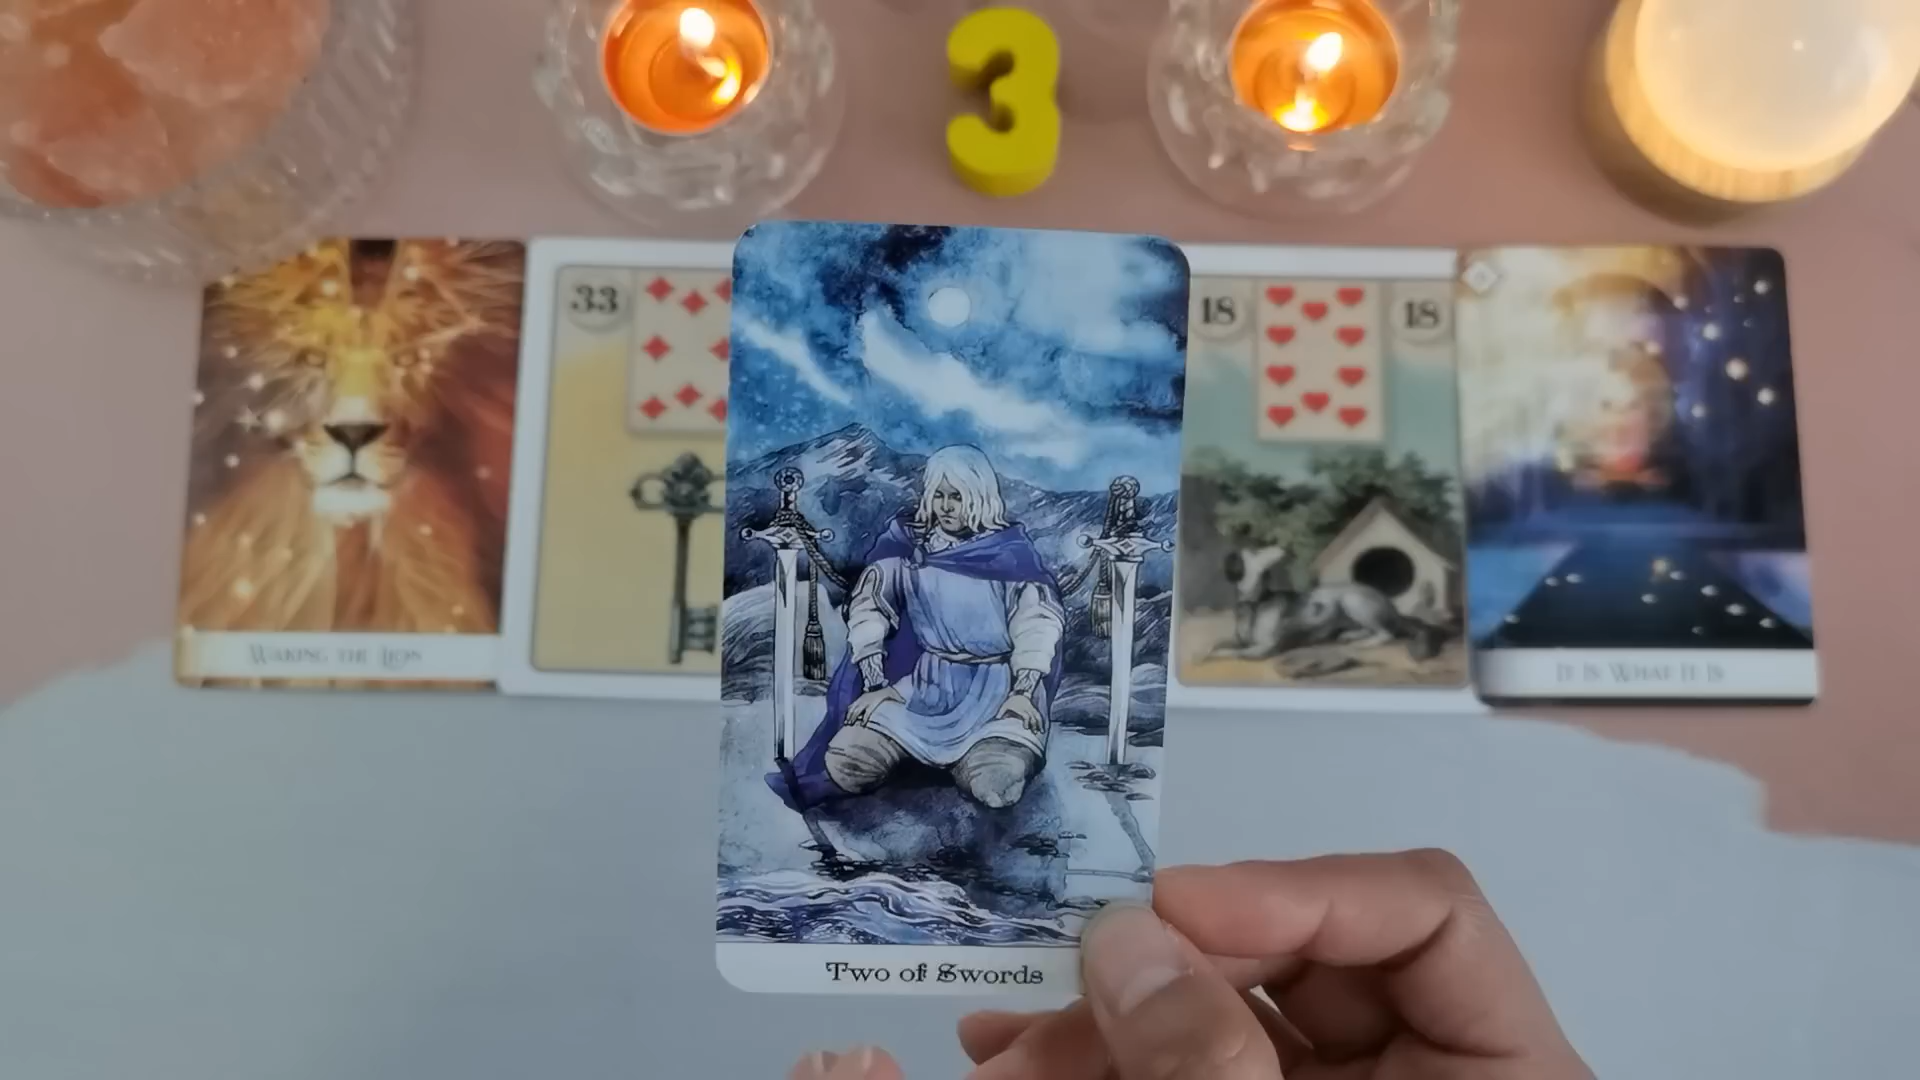 3
33
18 18
Waking the Lion
It Is What It Is
Two of Swords